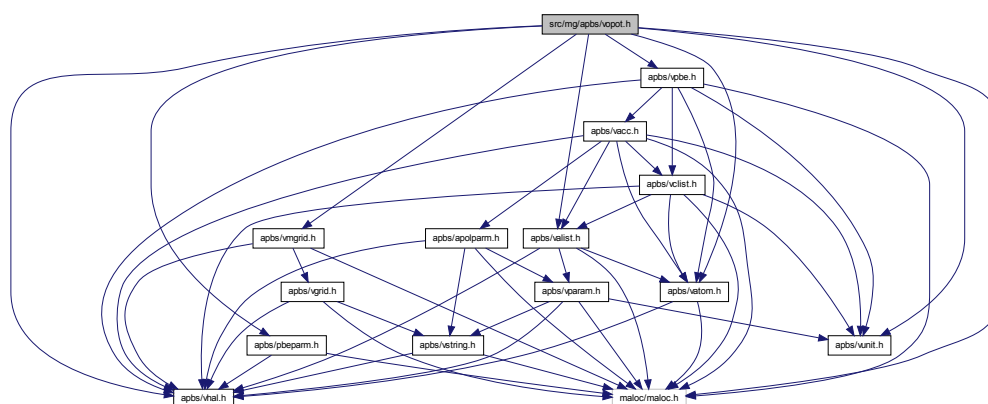 src/mg/apbs/vopot.h
apbs/vpbe.h
apbs/vacc.h
apbs/vclist.h
apbs/vmgrid.h
apbs/apolparm.h
apbs/valist.h
apbs/vgrid.h
apbs/vparam.h
apbs/vatom.h
apbs/pbeparm.h
apbs/vstring.h
apbs/vunit.h
apbs/vhal.h
maloc/maloc.h